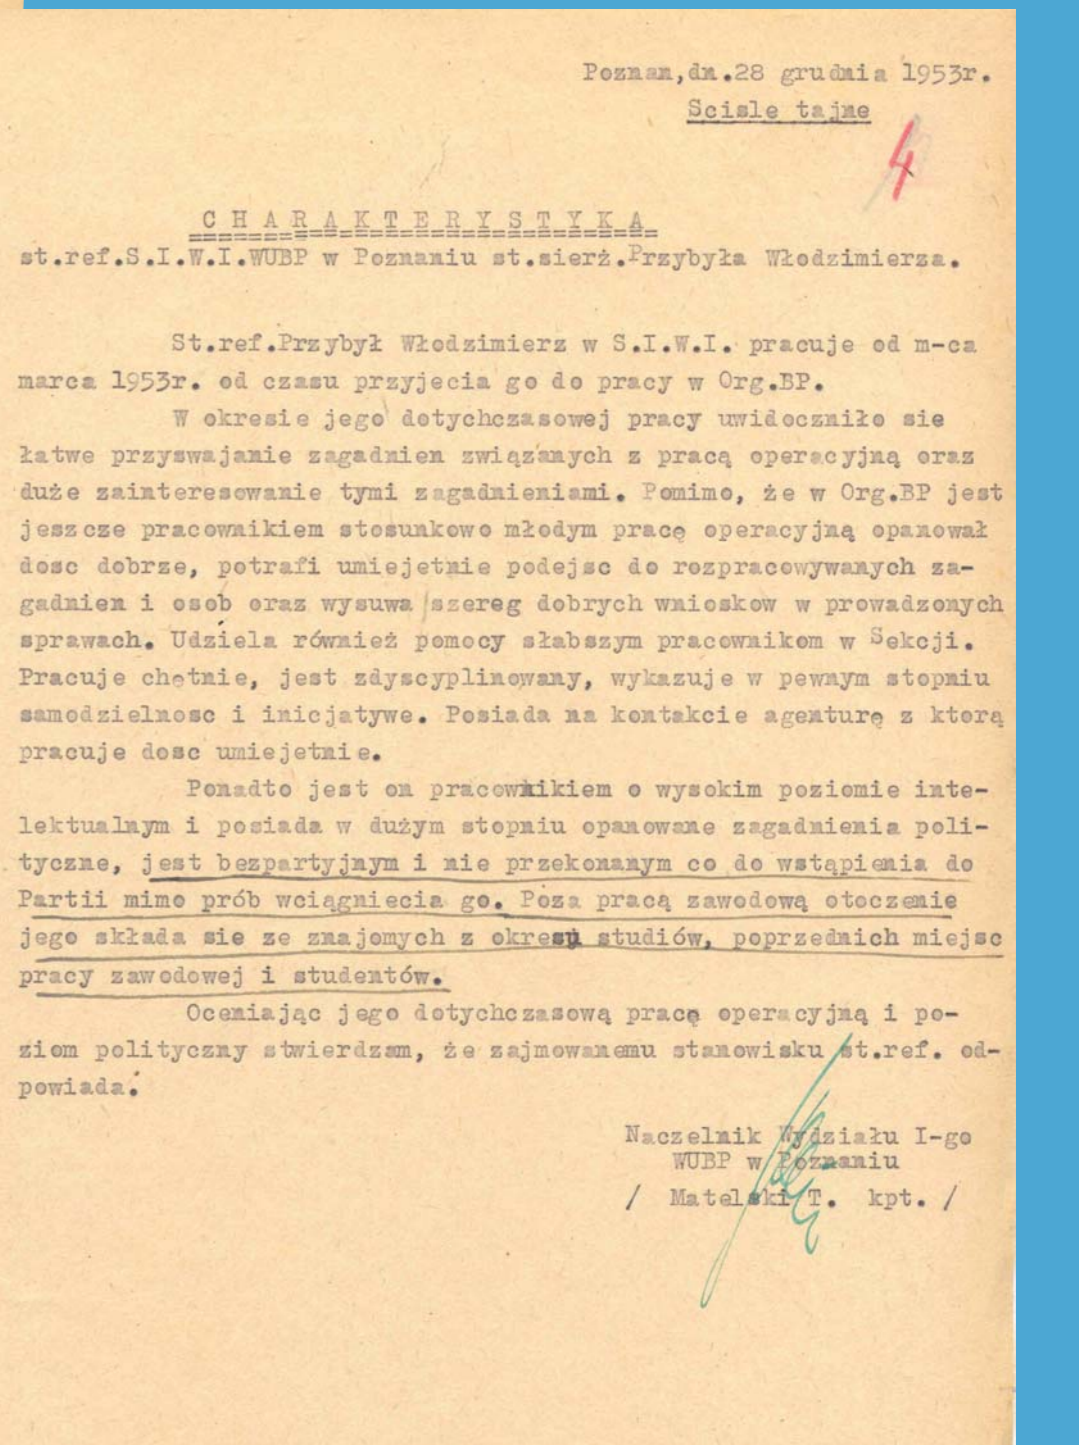 Poznan,dn.28 grudnia 1953r.
Scisle tajne
4
C H A R A K T E R Y S T Y K A
st.ref.S.I.W.I.WUBP w Poznaniu st.sierż.Przybyła Włodzimierza.
St.ref.Przybył Włodzimierz w S.I.W.I. pracuje od m-ca
marca 1953r. od czasu przyjecia go do pracy w Org.BP.
W okresie jego dotychczasowej pracy uwidoczniło sie
łatwe przyswajanie zagadnien związanych z pracą operacyjną oraz
duże zainteresowanie tymi zagadnieniami. Pomimo, że w Org.BP jest
jeszcze pracownikiem stosunkowo młodym pracę operacyjną opanował
dosc dobrze, potrafi umiejetnie podejsc do rozpracowywanych za-
gadnien i osob oraz wysuwa szereg dobrych wnioskow w prowadzonych
sprawach. Udziela również pomocy słabszym pracownikom w Sekcji.
Pracuje chętnie, jest zdyscyplinowany, wykazuje w pewnym stopniu
samodzielnosc i inicjatywe. Posiada na kontakcie agenturę z ktorą
pracuje dosc umiejetnie.
Ponadto jest on pracownikiem o wysokim poziomie inte-
lektualnym i posiada w dużym stopniu opanowane zagadnienia poli-
tyczne, jest bezpartyjnym i nie przekonanym co do wstąpienia do
Partii mimo prób wciągniecia go. Poza pracą zawodową otoczenie
jego składa sie ze znajomych z okresu studiów, poprzednich miejsc
pracy zawodowej i studentów.
Oceniając jego dotychczasową pracę operacyjną i po-
ziom polityczny stwierdzam, że zajmowanemu stanowisku st.ref. od-
powiada.
Naczelnik Wydziału I-go
WUBP w Poznaniu
/ Matelski T. kpt. /